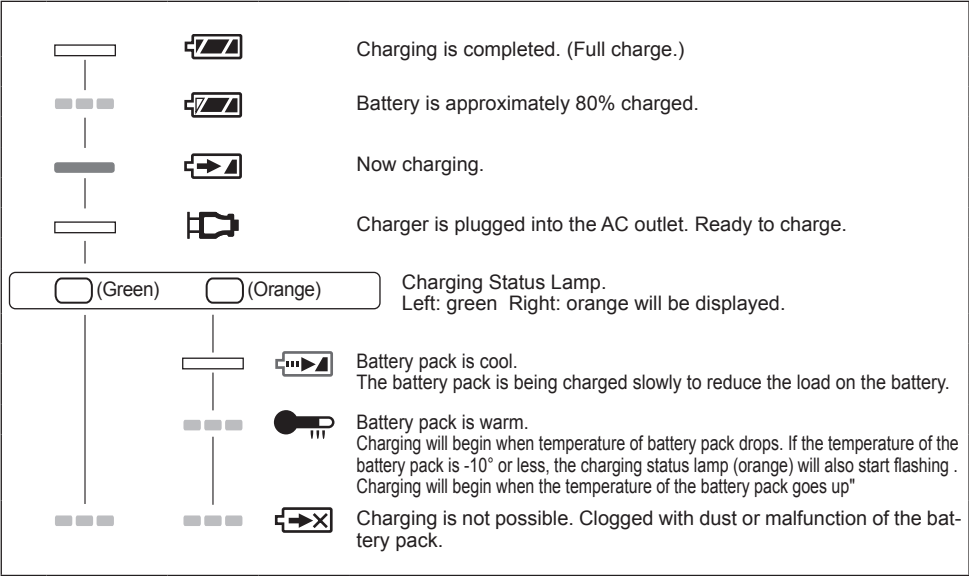 Charging is completed. (Full charge.)
Battery is approximately 80% charged.
Now charging.
Charger is plugged into the AC outlet. Ready to charge.
(Green) (Orange)
Charging Status Lamp.
Left: green Right: orange will be displayed.
Battery pack is cool.
The battery pack is being charged slowly to reduce the load on the battery.
Battery pack is warm.
Charging will begin when temperature of battery pack drops. If the temperature of the
battery pack is -10° or less, the charging status lamp (orange) will also start flashing .
Charging will begin when the temperature of the battery pack goes up"
Charging is not possible. Clogged with dust or malfunction of the bat-
tery pack.